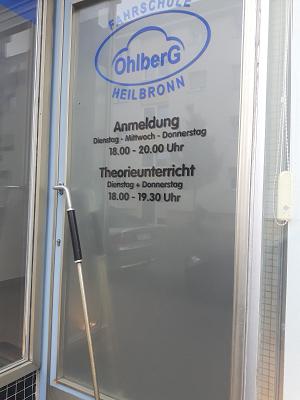 FAHRSCHULE
OhlberG
HEILBRONN
Anmeldung
Dienstag - Mittwoch - Donnerstag
18.00 - 20.00 Uhr
Theorieunterricht
Dienstag + Donnerstag
18.00 - 19.30 Uhr